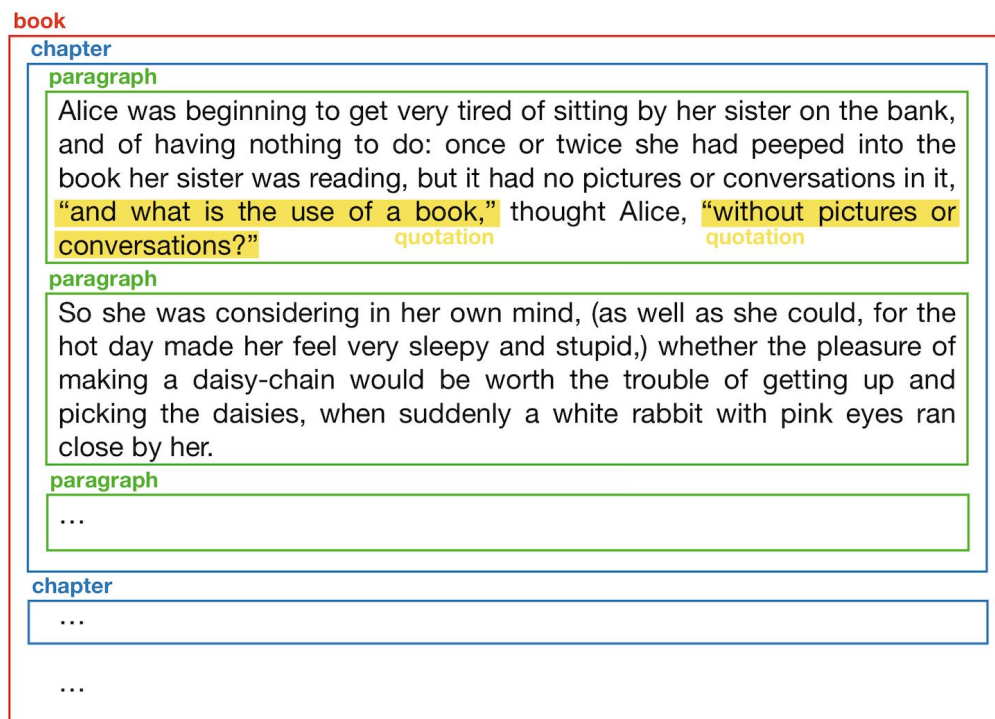 book
chapter
paragraph
Alice was beginning to get very tired of sitting by her sister on the bank,
and of having nothing to do: once or twice she had peeped into the
book her sister was reading, but it had no pictures or conversations in it,
“and what is the use of a book,” thought Alice, “without pictures or
quotation quotation
conversations?”
paragraph
So she was considering in her own mind, (as well as she could, for the
hot day made her feel very sleepy and stupid,) whether the pleasure of
making a daisy-chain would be worth the trouble of getting up and
picking the daisies, when suddenly a white rabbit with pink eyes ran
close by her.
paragraph
...
chapter
...
...